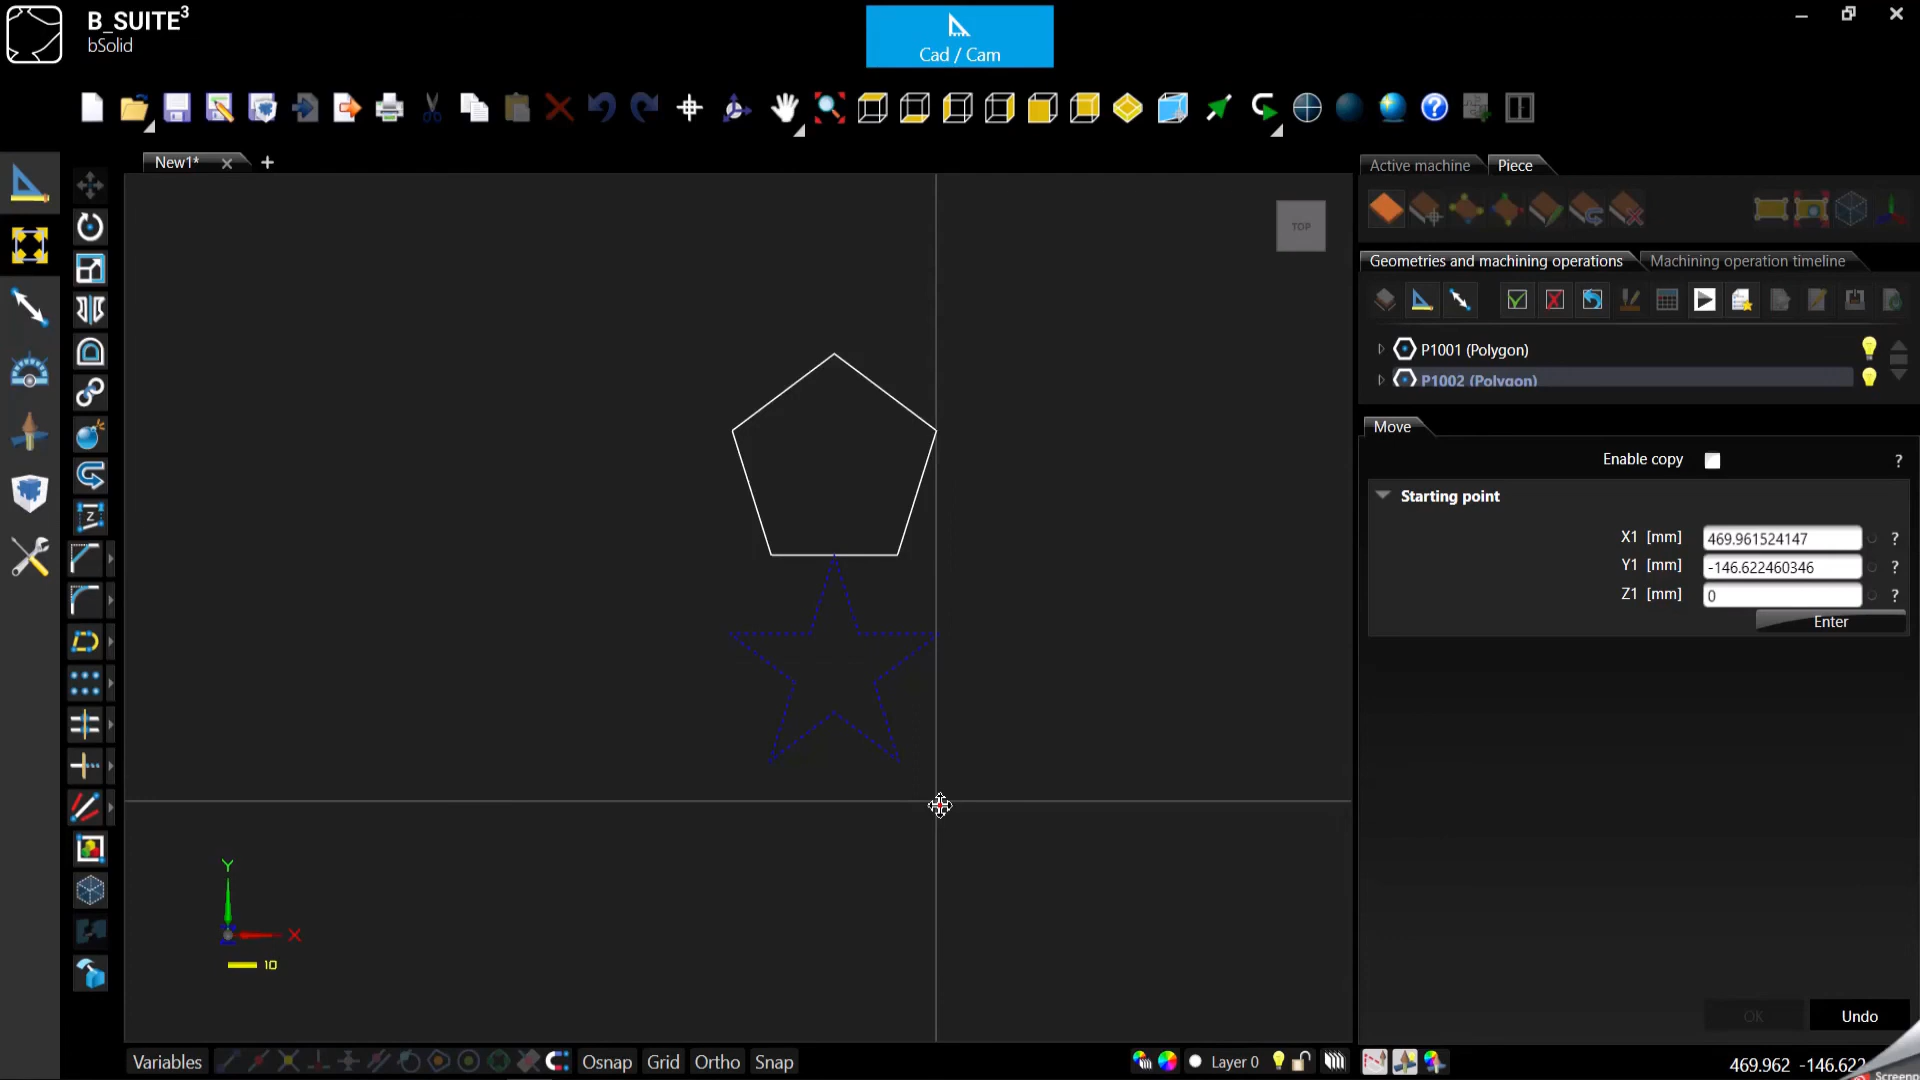 B_SUITE³
bSolid
Cad / Cam
New1*
TOP
Active machine
Piece
Geometries and machining operations
Machining operation timeline
P1001 (Polygon)
P1002 (Polygon)
Move
Enable copy
?
Starting point
X1 [mm]
469.961524147
?
Y1 [mm]
-146.622460346
?
Z1 [mm]
0
?
Enter
Y
X
10
OK
Undo
Variables
Osnap
Grid
Ortho
Snap
Layer 0
469.962 -146.622
Screenp